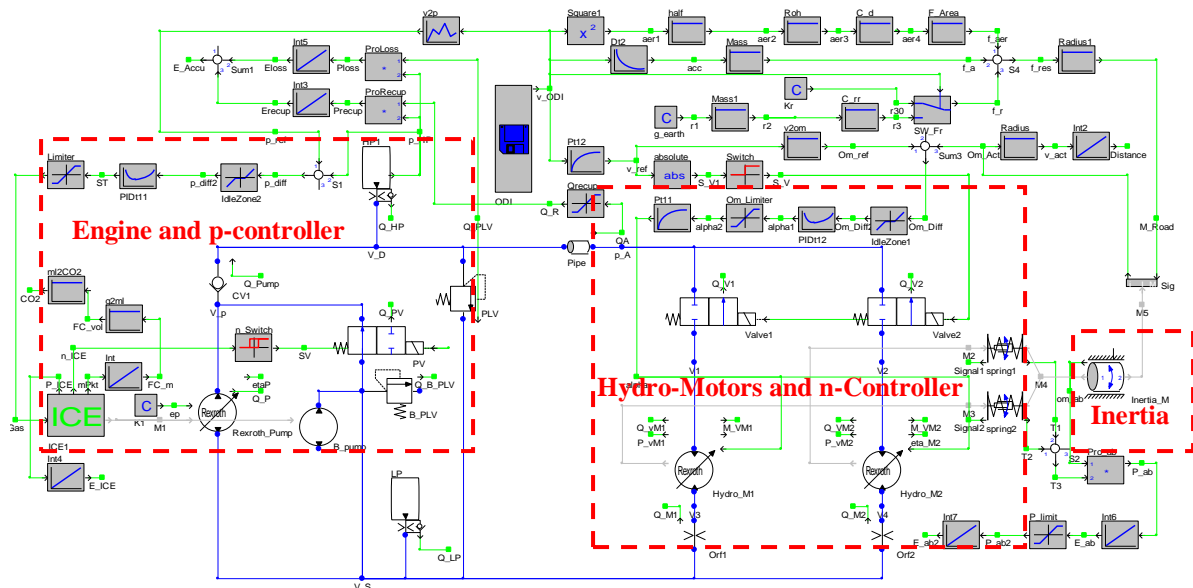 v2p
Square1
half
Roh
C_d
F_Area
x²
aer1
aer2
aer3
aer4
f_aer
Int5
ProLoss
Dt2
Mass
Radius1
E_Accu
Sum1
Eloss
Ploss
acc
f_a
S4
f_res
Int3
ProRecup
v_ODI
C
Kr
Mass1
C_rr
Erecup
Precup
C
g_earth
r1
r2
r30
r3
SW_Fr
f_r
p_ref
Pt12
v2om
Radius
Int2
Limiter
HP1
v_ref
Om_ref
Sum3
Om_Act
v_act
Distance
ST
PIDt11
p_diff2
IdleZone2
p_diff
S1
absolute
abs
Switch
S_V1
S_V
ODI
Qrecup
Q_R
Pt11
Om_Limiter
alpha2
alpha1
PIDt12
Om_Diff2
IdleZone1
Om_Diff
Q_HP
Q_PLV
QA
p_A
M_Road
Engine and p-controller
V_D
Pipe
ml2CO2
CO2
g2ml
FC_vol
CV1
Q_Pump
V_p
PLV
Q_V1
Q_V2
Sig
M5
n_ICE
n_Switch
SV
Q_PV
PV
Valve1
Valve2
Int
P_ICE
mPkt
FC_m
M2
Signal1
spring1
M4
V1
V2
Hydro-Motors and n-Controller
Inertia_M
Inertia
ICE
C
K1
ep
M1
etaP
Q_P
Rexroth
Rexroth_Pump
B_pump
Q_B_PLV
B_PLV
M3
Signal2
spring2
Gas
ICE1
Int4
E_ICE
Q_vM1
P_vM1
M_VM1
Q_VM2
P_vM2
M_VM2
eta_M2
T1
T2
S2
T3
P_ab
Rexroth
Hydro_M1
Rexroth
Hydro_M2
LP
Q_LP
Q_M1
V3
Q_M2
V4
Orf1
Orf2
Int7
P_limit
Int6
E_ab2
P_ab2
E_ab
V_S